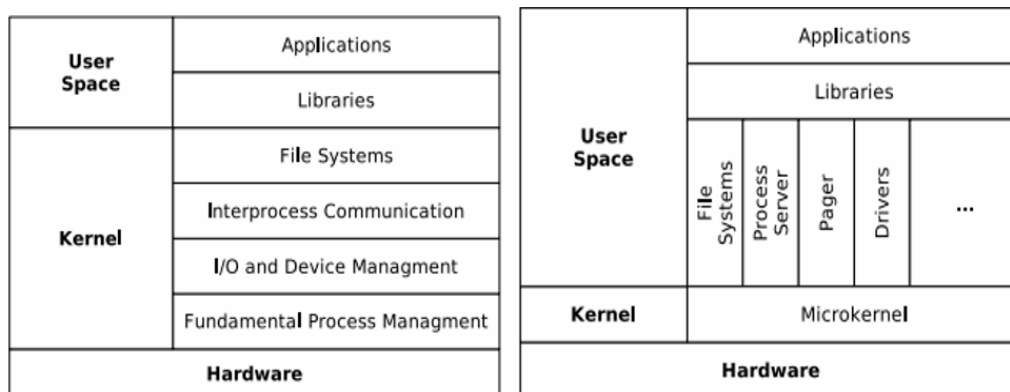 User
Space
Applications
Libraries
Kernel
File Systems
Interprocess Communication
I/O and Device Managment
Fundamental Process Managment
Hardware
User
Space
Applications
Libraries
File
Systems
Process
Server
Pager
Drivers
...
Kernel
Microkernel
Hardware